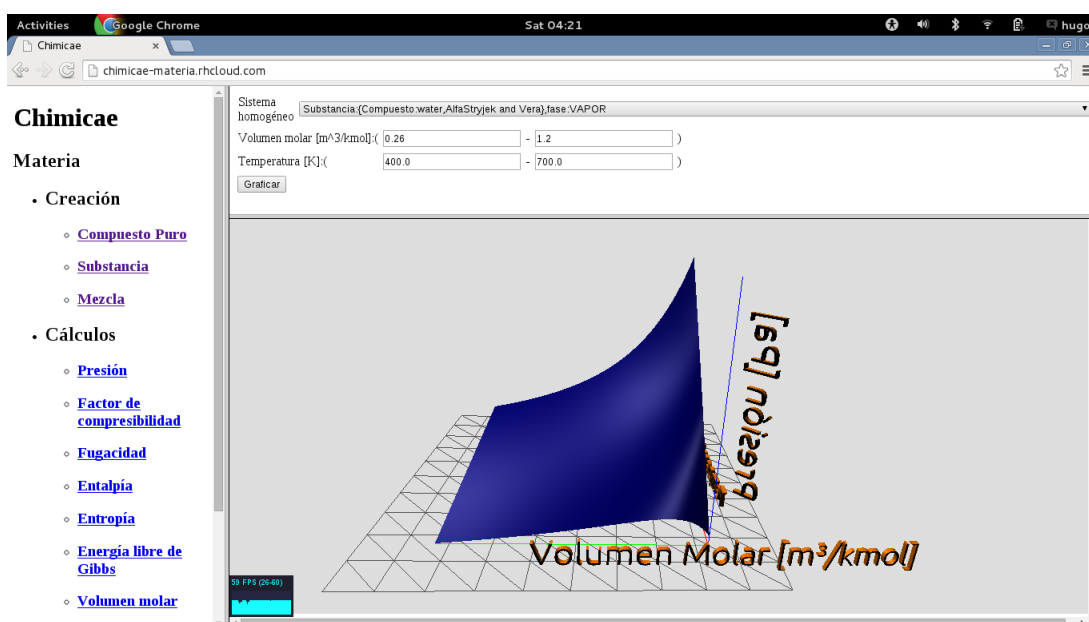 Activities
Google Chrome
Sat 04:21
hugo
Chimicae
chimicae-materia.rhcloud.com
Chimicae
Materia
Creación
Compuesto Puro
Substancia
Mezcla
Cálculos
Presión
Factor de
compresibilidad
Fugacidad
Entalpía
Entropía
Energía libre de
Gibbs
Volumen molar
Sistema
homogéneo
Substancia:{Compuesto:water,AlfaStryjek and Vera},fase:VAPOR
Volumen molar [m^3/kmol]:( 0.26 - 1.2 )
Temperatura [K]:( 400.0 - 700.0 )
Graficar
Presión [pa]
Volumen Molar [m³/kmol]
59 FPS (26-60)